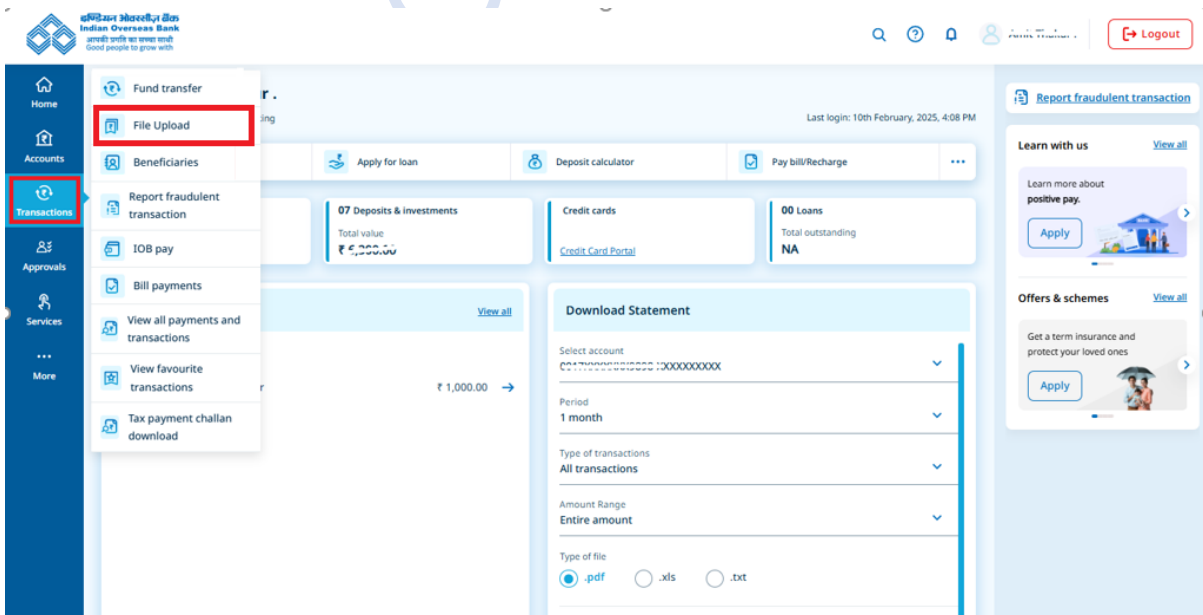 इण्डियन ओवरसीज़ बैंक
Indian Overseas Bank
आपकी प्रगति का सच्चा साथी
Good people to grow with
Logout
Home
Accounts
Transactions
Approvals
Services
More
Fund transfer
File Upload
Beneficiaries
Report fraudulent
transaction
IOB pay
Bill payments
View all payments and
transactions
View favourite
transactions
Tax payment challan
download
r .
ing
Last login: 10th February, 2025, 4:08 PM
Apply for loan
Deposit calculator
Pay bill/Recharge
07 Deposits & investments
Total value
Credit cards
Credit Card Portal
00 Loans
Total outstanding
NA
View all
r
₹ 1,000.00
Download Statement
Select account
Period
1 month
Type of transactions
All transactions
Amount Range
Entire amount
Type of file
.pdf
.xls
.txt
Report fraudulent transaction
Learn with us
View all
Learn more about
positive pay.
Apply
Offers & schemes
View all
Get a term insurance and
protect your loved ones
Apply